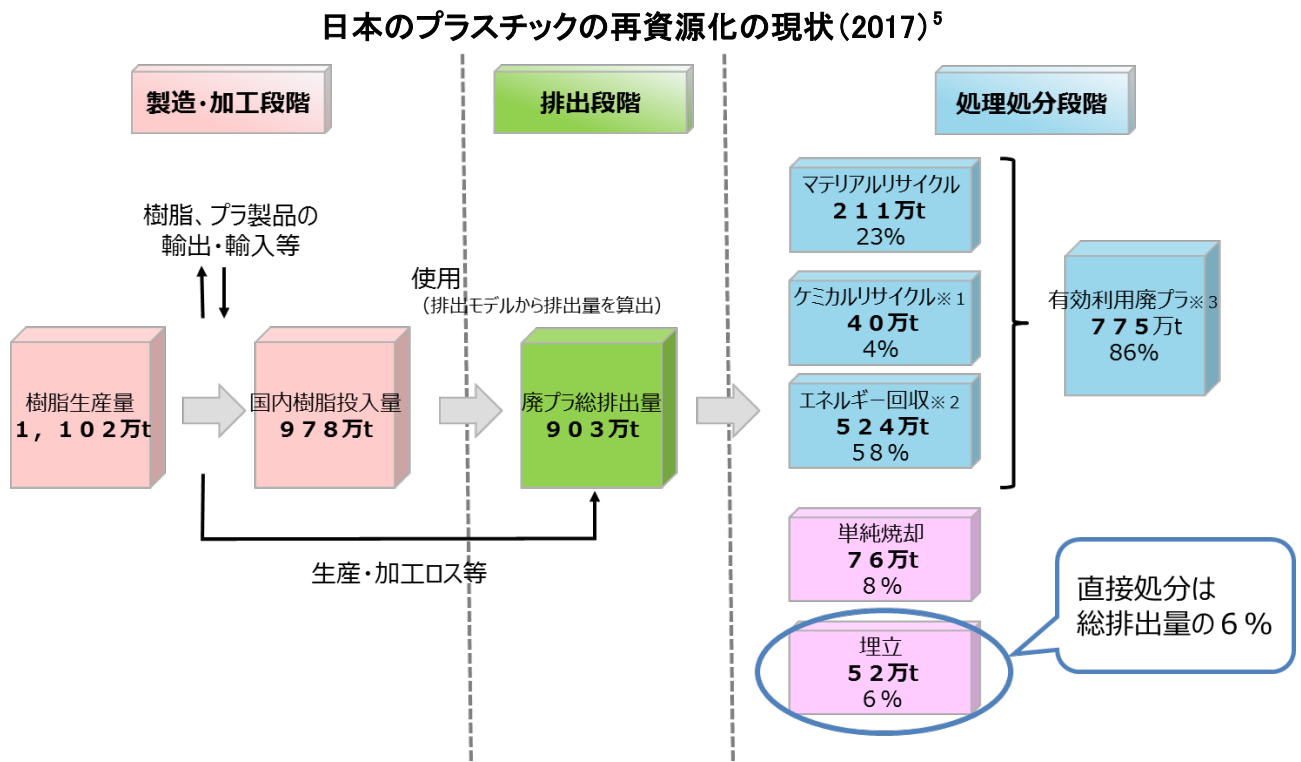 日本のプラスチックの再資源化の現状(2017)⁵
製造・加工段階
排出段階
処理処分段階
樹脂、プラ製品の
輸出・輸入等
樹脂生産量
1,102万t
国内樹脂投入量
978万t
生産・加工ロス等
使用
(排出モデルから排出量を算出)
廃プラ総排出量
903万t
マテリアルリサイクル
211万t
23%
ケミカルリサイクル※1
40万t
4%
エネルギー回収※2
524万t
58%
有効利用廃プラ※3
775万t
86%
単純焼却
76万t
8%
埋立
52万t
6%
直接処分は
総排出量の6%